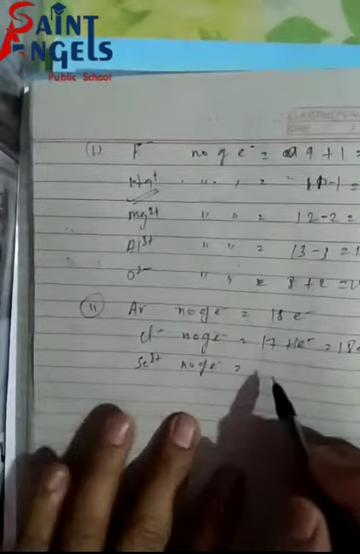 SAINT
ANGELS
Public School
(i) F⁻ no of e⁻ = 9 + 1 =
Na⁺ " " " = 11-1 =
Mg²⁺ " " = 12-2 =
Al³⁺ " " = 13-3 =
O²⁻ " " = 8+2 =
(ii) Ar no of e⁻ = 18 e⁻
Cl⁻ no of e⁻ = 17 + 1e⁻ = 18e
Sc³⁺ no of e⁻ =